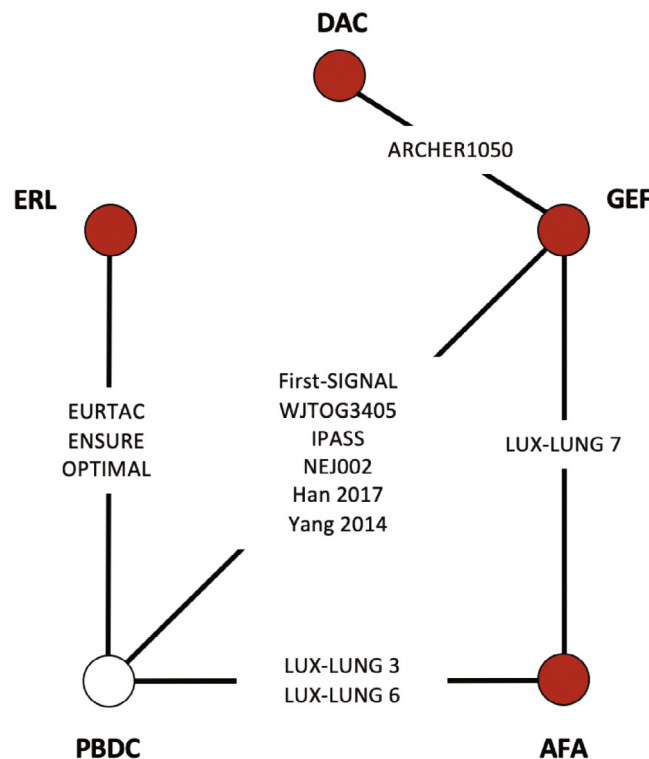 DAC
ARCHER1050
ERL
GEF
First-SIGNAL
WJTOG3405
IPASS
NEJ002
Han 2017
Yang 2014
EURTAC
ENSURE
OPTIMAL
LUX-LUNG 7
LUX-LUNG 3
LUX-LUNG 6
PBDC
AFA